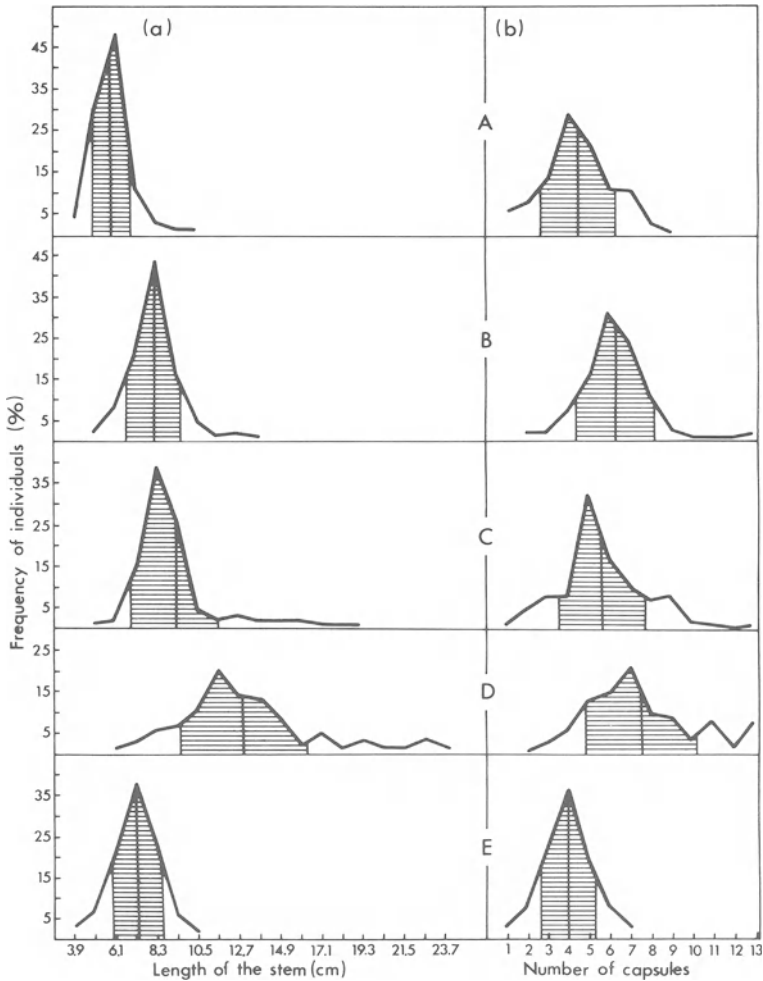 (a) (b)
45
35
25
15
5
A
45
35
25
15
5
B
35
25
15
5
C
25
15
5
D
35
25
15
5
E
Frequency of individuals (%)
3.9 6.1 8.3 10.5 12.7 14.9 17.1 19.3 21.5 23.7
1 2 3 4 5 6 7 8 9 10 11 12 13
Length of the stem (cm)
Number of capsules